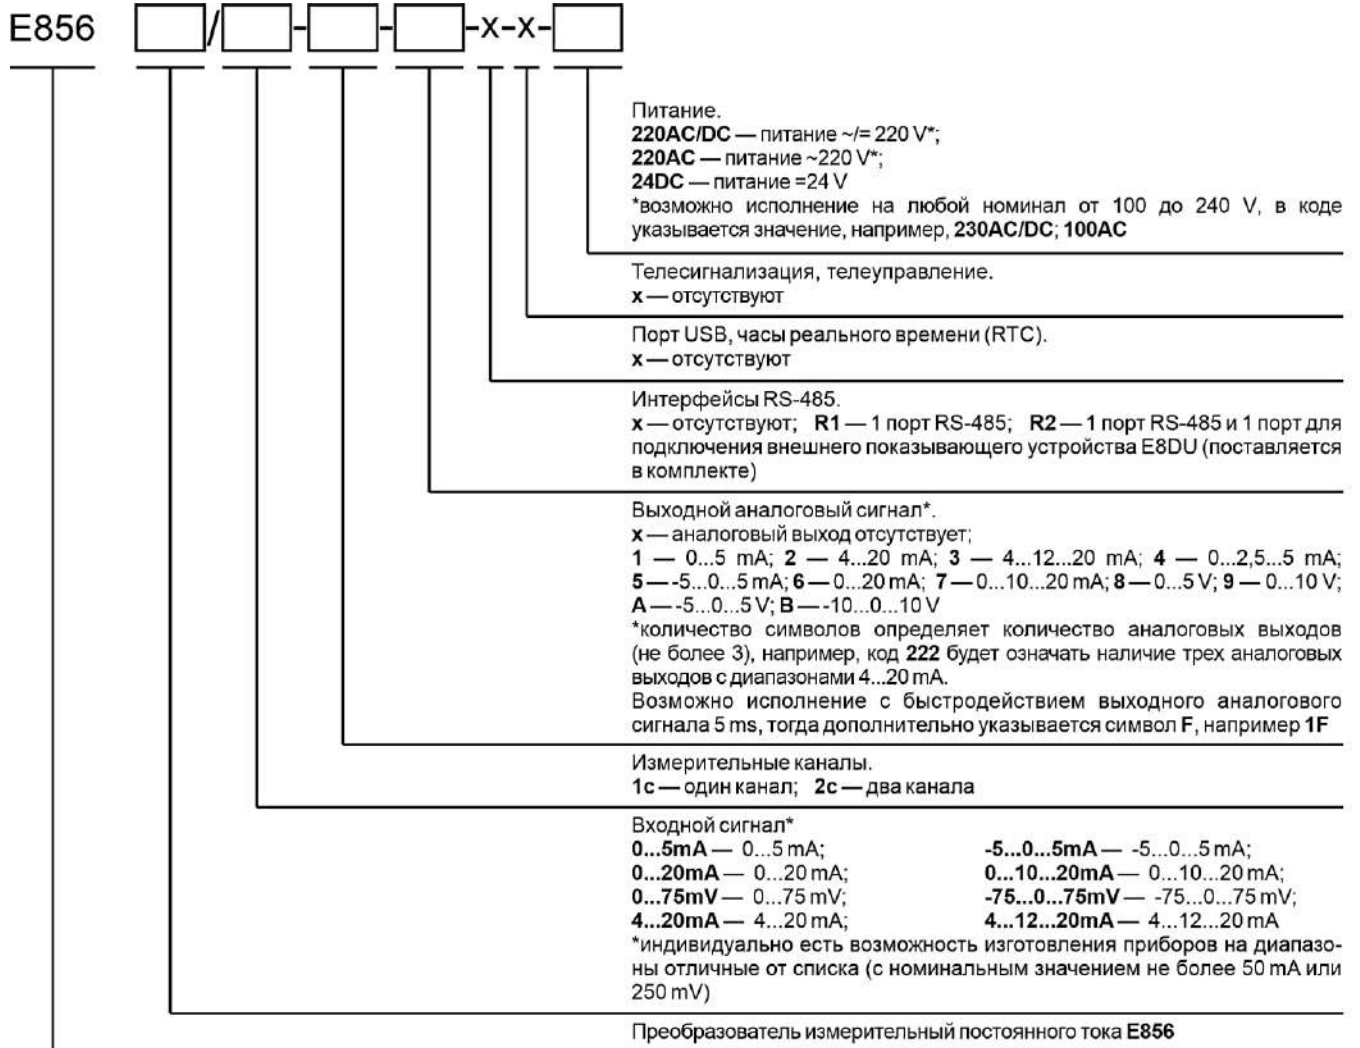 E856 / - - -x-x-
Питание.
220AC/DC — питание ~/= 220 V*;
220AC — питание ~220 V*;
24DC — питание =24 V
*возможно исполнение на любой номинал от 100 до 240 V, в коде
указывается значение, например, 230AC/DC; 100AC
Телесигнализация, телеуправление.
x — отсутствуют
Порт USB, часы реального времени (RTC).
x — отсутствуют
Интерфейсы RS-485.
x — отсутствуют; R1 — 1 порт RS-485; R2 — 1 порт RS-485 и 1 порт для
подключения внешнего показывающего устройства E8DU (поставляется
в комплекте)
Выходной аналоговый сигнал*.
x — аналоговый выход отсутствует;
1 — 0...5 mA; 2 — 4...20 mA; 3 — 4...12...20 mA; 4 — 0...2,5...5 mA;
5 — -5...0...5 mA; 6 — 0...20 mA; 7 — 0...10...20 mA; 8 — 0...5 V; 9 — 0...10 V;
A — -5...0...5 V; B — -10...0...10 V
*количество символов определяет количество аналоговых выходов
(не более 3), например, код 222 будет означать наличие трех аналоговых
выходов с диапазонами 4...20 mA.
Возможно исполнение с быстродействием выходного аналогового
сигнала 5 ms, тогда дополнительно указывается символ F, например 1F
Измерительные каналы.
1c — один канал; 2c — два канала
Входной сигнал*
0...5mA — 0...5 mA; -5...0...5mA — -5...0...5 mA;
0...20mA — 0...20 mA; 0...10...20mA — 0...10...20 mA;
0...75mV — 0...75 mV; -75...0...75mV — -75...0...75 mV;
4...20mA — 4...20 mA; 4...12...20mA — 4...12...20 mA
*индивидуально есть возможность изготовления приборов на диапазо-
ны отличные от списка (с номинальным значением не более 50 mA или
250 mV)
Преобразователь измерительный постоянного тока E856